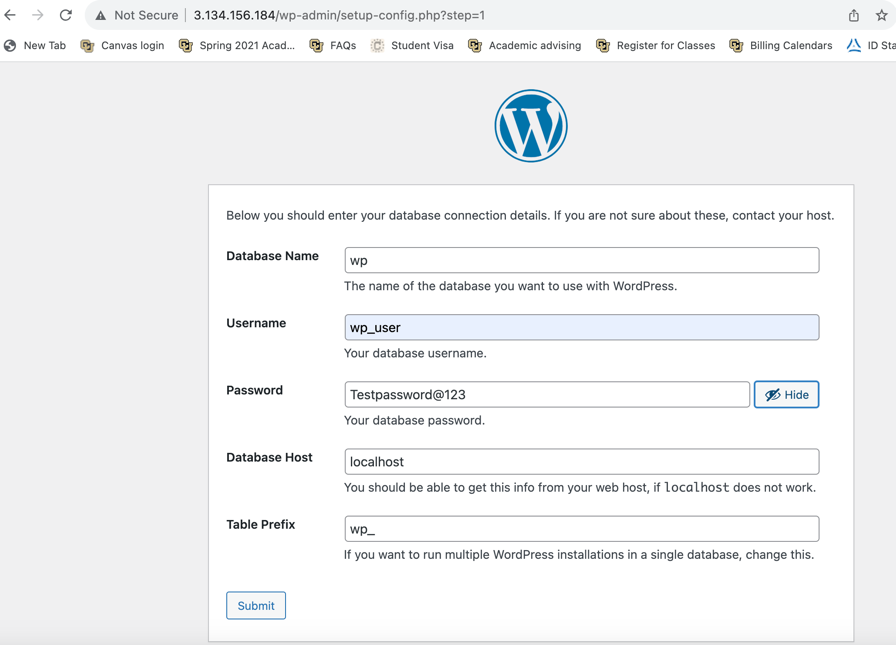 Not Secure 3.134.156.184/wp-admin/setup-config.php?step=1
New Tab Canvas login Spring 2021 Acad... FAQs Student Visa Academic advising Register for Classes Billing Calendars ID Sta
W
Below you should enter your database connection details. If you are not sure about these, contact your host.
Database Name wp
The name of the database you want to use with WordPress.
Username wp_user
Your database username.
Password Testpassword@123 Hide
Your database password.
Database Host localhost
You should be able to get this info from your web host, if localhost does not work.
Table Prefix wp_
If you want to run multiple WordPress installations in a single database, change this.
Submit